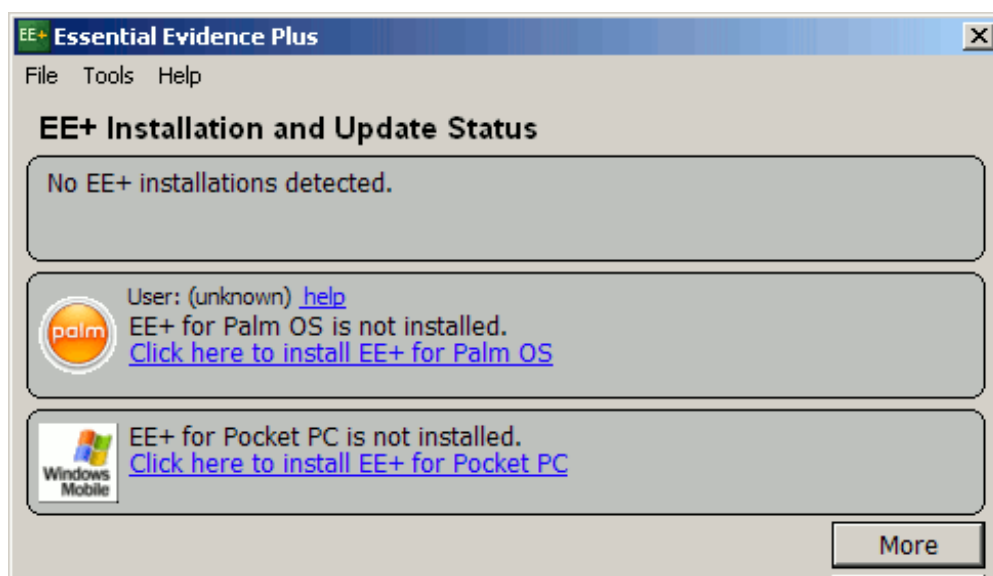 EE+ Essential Evidence Plus
File Tools Help
EE+ Installation and Update Status
No EE+ installations detected.
User: (unknown) help
palm
EE+ for Palm OS is not installed.
Click here to install EE+ for Palm OS
EE+ for Pocket PC is not installed.
Click here to install EE+ for Pocket PC
Windows
Mobile
More